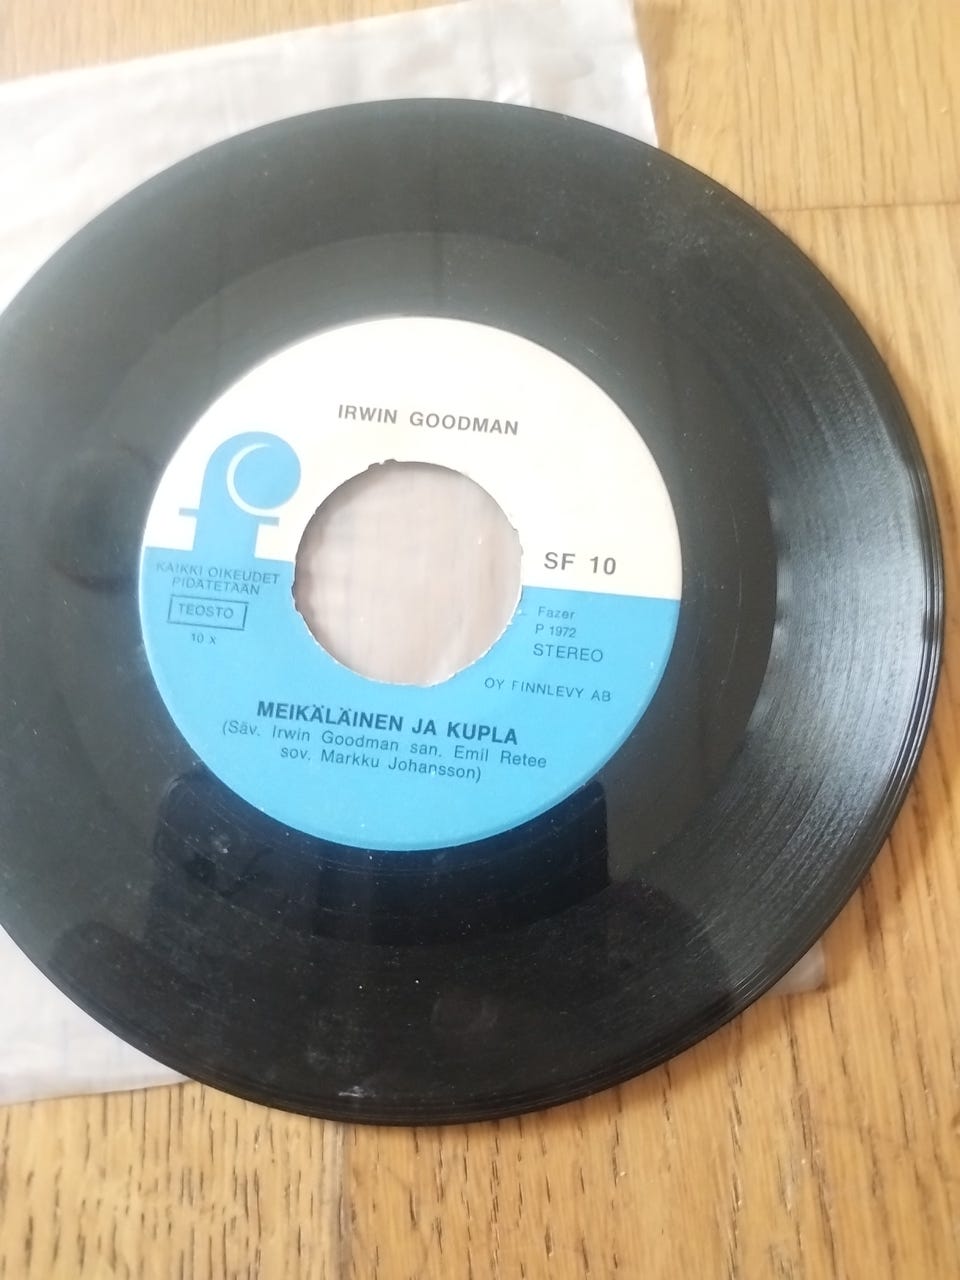 IRWIN GOODMAN
SF 10
KAIKKI OIKEUDET
PIDÄTETÄÄN
TEOSTO
10 x
Fazer
P 1972
STEREO
OY FINNLEVY AB
MEIKÄLÄINEN JA KUPLA
(Säv. Irwin Goodman san. Emil Retee
sov. Markku Johansson)